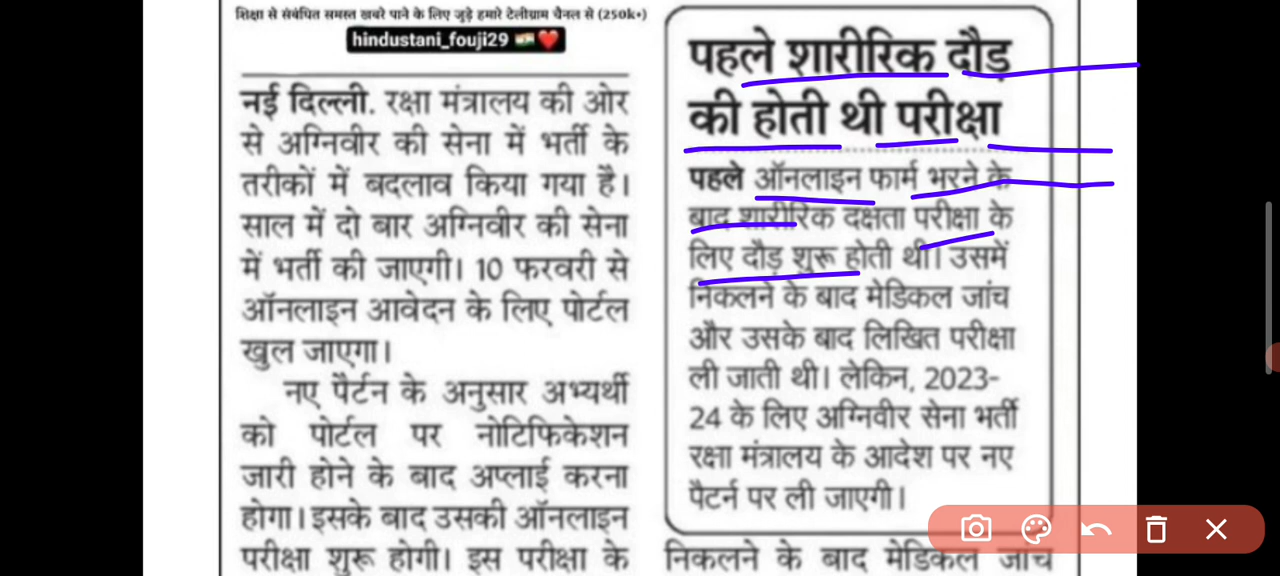 शिक्षा से संबंधित समस्त खबरे पाने के लिए जुड़े हमारे टेलीग्राम चैनल से (250k+)
hindustani_fouji29 🇮🇳❤️
नई दिल्ली. रक्षा मंत्रालय की ओर
से अग्निवीर की सेना में भर्ती के
तरीकों में बदलाव किया गया है।
साल में दो बार अग्निवीर की सेना
में भर्ती की जाएगी। 10 फरवरी से
ऑनलाइन आवेदन के लिए पोर्टल
खुल जाएगा।
नए पैर्टन के अनुसार अभ्यर्थी
को पोर्टल पर नोटिफिकेशन
जारी होने के बाद अप्लाई करना
होगा। इसके बाद उसकी ऑनलाइन
परीक्षा शुरू होगी। इस परीक्षा के
पहले शारीरिक दौड़
की होती थी परीक्षा
पहले ऑनलाइन फार्म भरने के
बाद शारीरिक दक्षता परीक्षा के
लिए दौड़ शुरू होती थी। उसमें
निकलने के बाद मेडिकल जांच
और उसके बाद लिखित परीक्षा
ली जाती थी। लेकिन, 2023-
24 के लिए अग्निवीर सेना भर्ती
रक्षा मंत्रालय के आदेश पर नए
पैटर्न पर ली जाएगी।
निकलने के बाद मेडिकल जांच